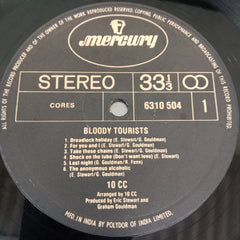 ALL RIGHTS OF THE PRODUCER AND OF THE OWNER OF THE WORK REPRODUCED RESERVED COPYING PUBLIC PERFORMANCE AND BROADCASTING OF THIS RECORD PROHIBITED
mercury
STEREO 33 1/3
CORES 6310 504 1
BLOODY TOURISTS
1. Dreadlock holiday (E. Stewart/G. Gouldman)
2. For you and I (E. Stewart/G. Gouldman)
3. Take these chains (E. Stewart/G. Gouldman)
4. Shock on the tube (Don't want love) (E. Stewart)
5. Last night (G. Gouldman/R. Fenn)
6. The anonymous alcoholic
(E. Stewart/G. Gouldman)
10 CC
Arranged by 10 CC
Produced by Eric Stewart and
Graham Gouldman
MFD. IN INDIA BY POLYDOR OF INDIA LTD.